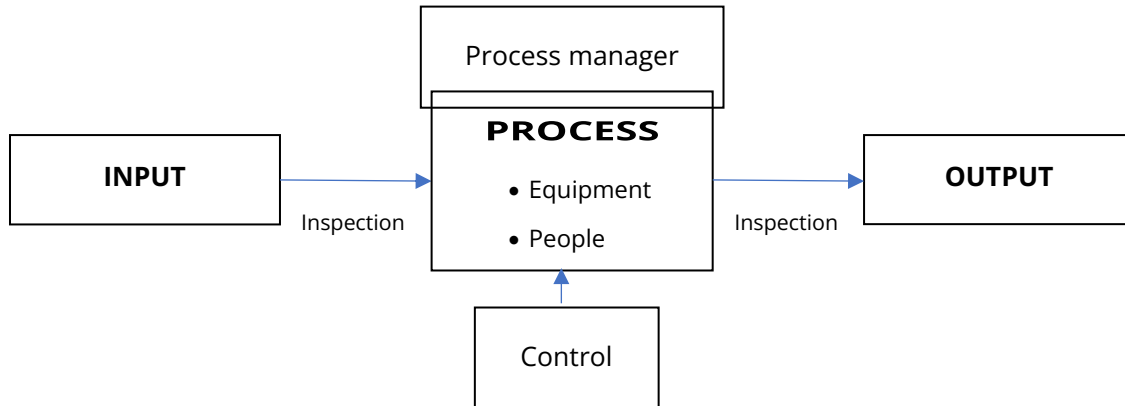 Process manager
PROCESS
INPUT
• Equipment
OUTPUT
Inspection
Inspection
• People
Control